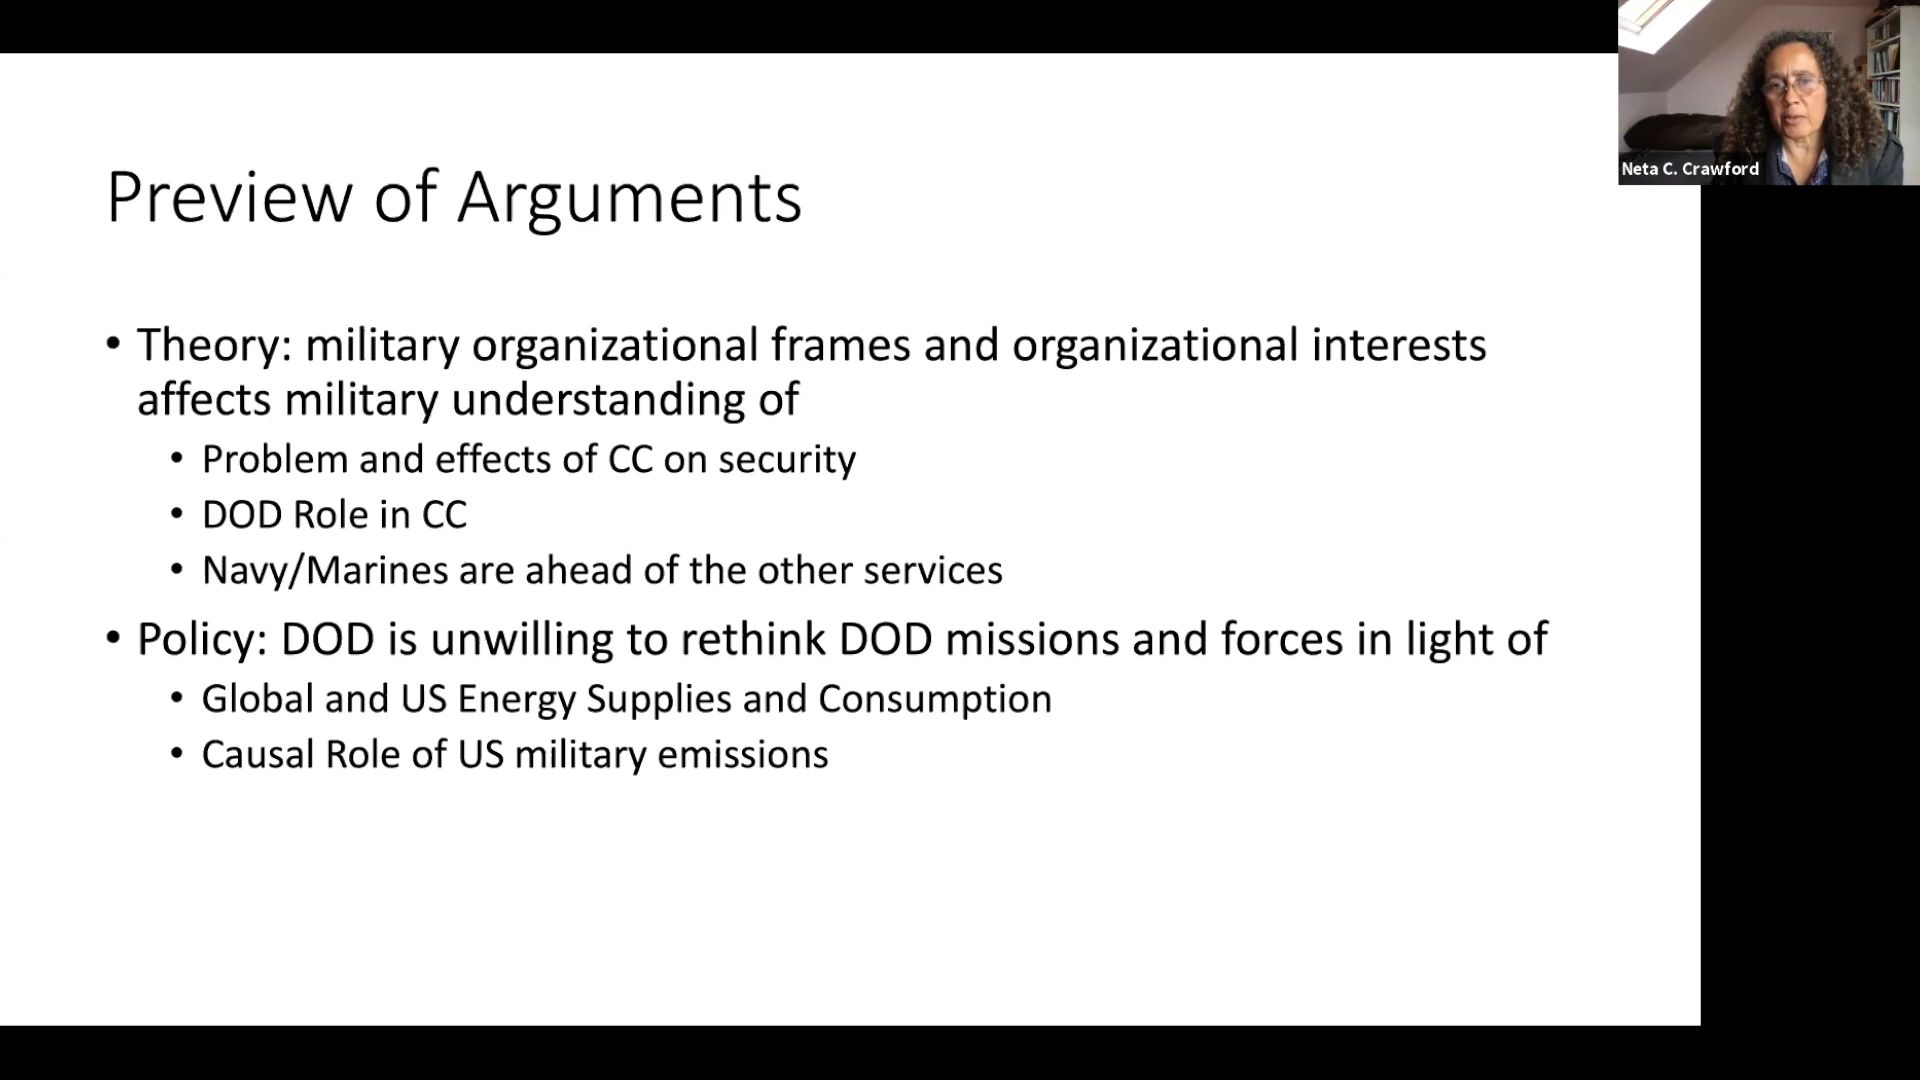 Neta C. Crawford
Preview of Arguments
• Theory: military organizational frames and organizational interests
affects military understanding of
• Problem and effects of CC on security
• DOD Role in CC
• Navy/Marines are ahead of the other services
• Policy: DOD is unwilling to rethink DOD missions and forces in light of
• Global and US Energy Supplies and Consumption
• Causal Role of US military emissions